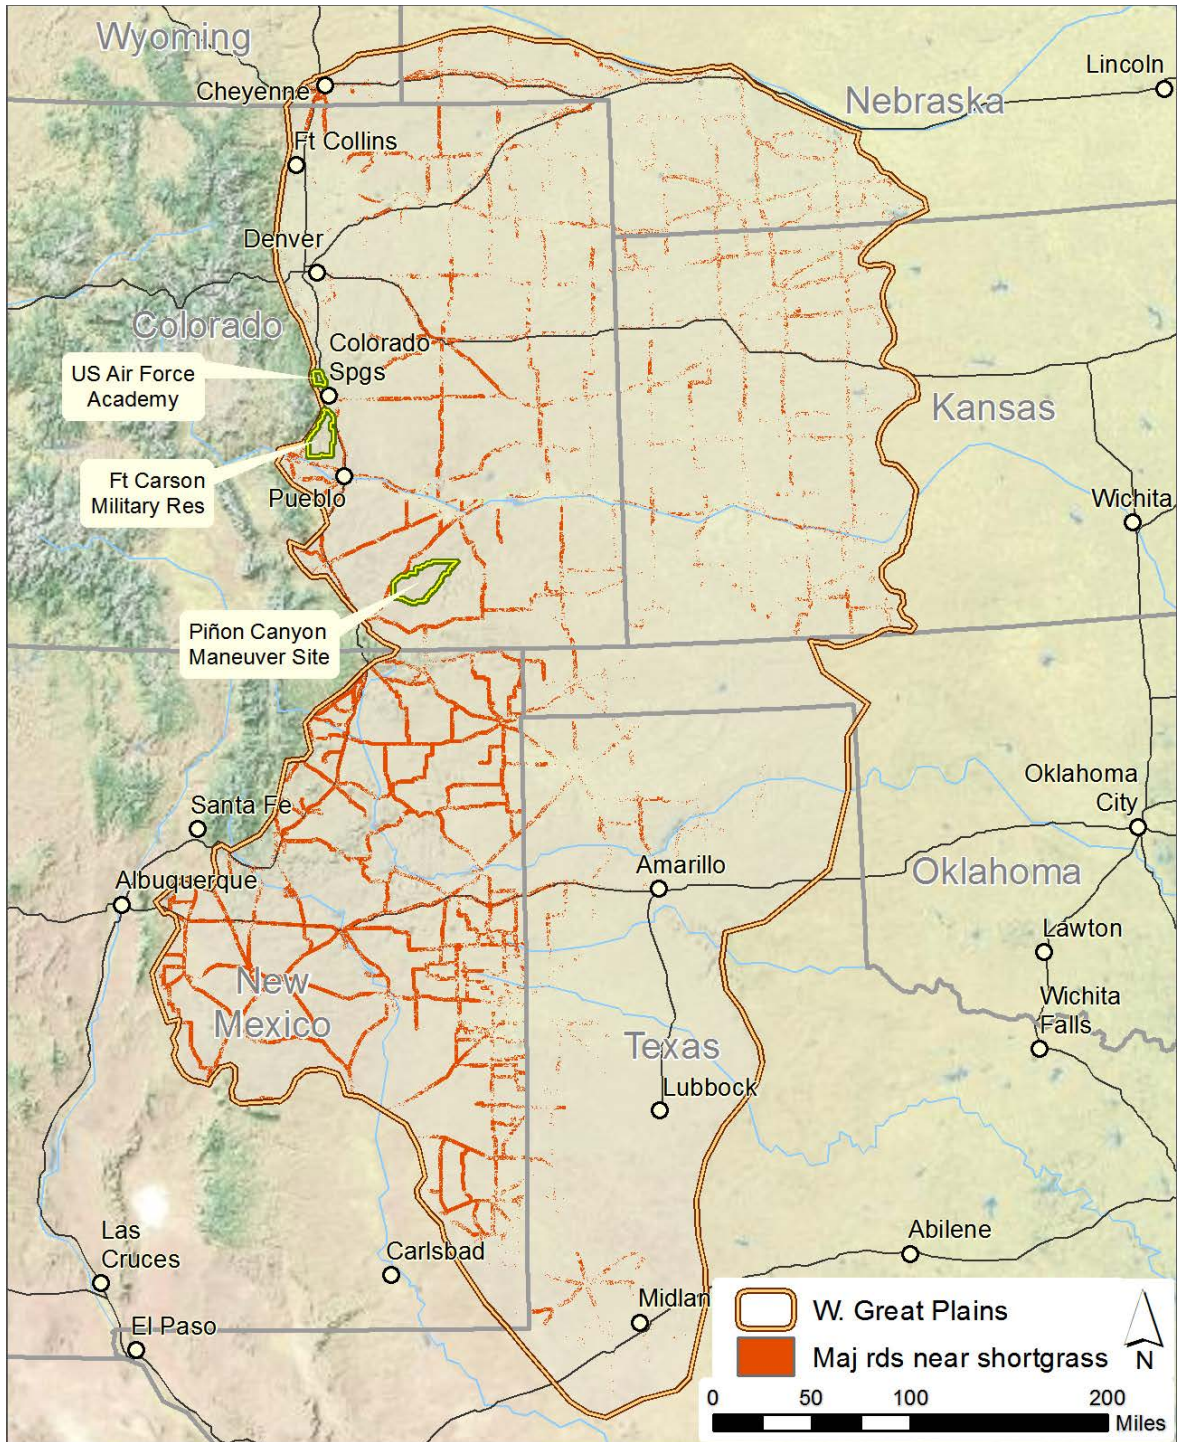 Wyoming
Lincoln
Cheyenne
Nebraska
Ft Collins
Denver
Colorado
Colorado
Spgs
US Air Force
Academy
Kansas
Ft Carson
Military Res
Pueblo
Wichita
Piñon Canyon
Maneuver Site
Oklahoma
City
Santa Fe
Amarillo
Albuquerque
Oklahoma
Lawton
New
Mexico
Wichita
Falls
Texas
Lubbock
Las
Cruces
Carlsbad
Abilene
El Paso
Midlan
W. Great Plains
Maj rds near shortgrass
N
0 50 100 200
Miles